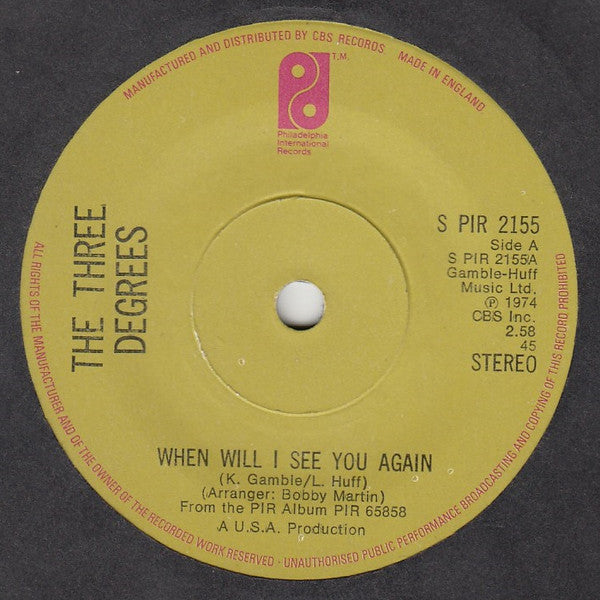 MANUFACTURED AND DISTRIBUTED BY CBS RECORDS
MADE IN ENGLAND.
T.M.
Philadelphia
International
Records
THE THREE
DEGREES
S PIR 2155
Side A
S PIR 2155A
Gamble-Huff
Music Ltd.
℗ 1974
CBS Inc.
2.58
45
STEREO
WHEN WILL I SEE YOU AGAIN
(K. Gamble/L. Huff)
(Arranger: Bobby Martin)
From the PIR Album PIR 65858
A U.S.A. Production
ALL RIGHTS OF THE MANUFACTURER AND OF THE OWNER OF THE RECORDED WORK RESERVED - UNAUTHORISED PUBLIC PERFORMANCE BROADCASTING AND COPYING OF THIS RECORD PROHIBITED